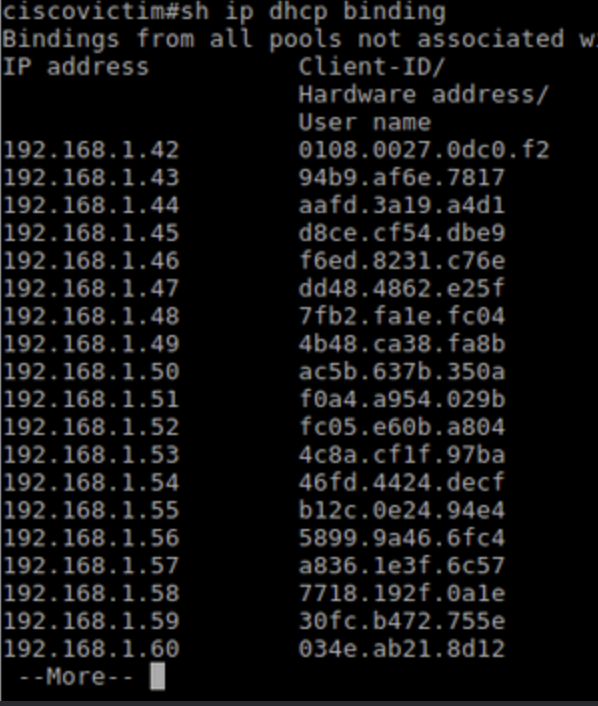 ciscovictim#sh ip dhcp binding
Bindings from all pools not associated w
IP address Client-ID/
Hardware address/
User name
192.168.1.42 0108.0027.0dc0.f2
192.168.1.43 94b9.af6e.7817
192.168.1.44 aafd.3a19.a4d1
192.168.1.45 d8ce.cf54.dbe9
192.168.1.46 f6ed.8231.c76e
192.168.1.47 dd48.4862.e25f
192.168.1.48 7fb2.fa1e.fc04
192.168.1.49 4b48.ca38.fa8b
192.168.1.50 ac5b.637b.350a
192.168.1.51 f0a4.a954.029b
192.168.1.52 fc05.e60b.a804
192.168.1.53 4c8a.cf1f.97ba
192.168.1.54 46fd.4424.decf
192.168.1.55 b12c.0e24.94e4
192.168.1.56 5899.9a46.6fc4
192.168.1.57 a836.1e3f.6c57
192.168.1.58 7718.192f.0a1e
192.168.1.59 30fc.b472.755e
192.168.1.60 034e.ab21.8d12
--More--